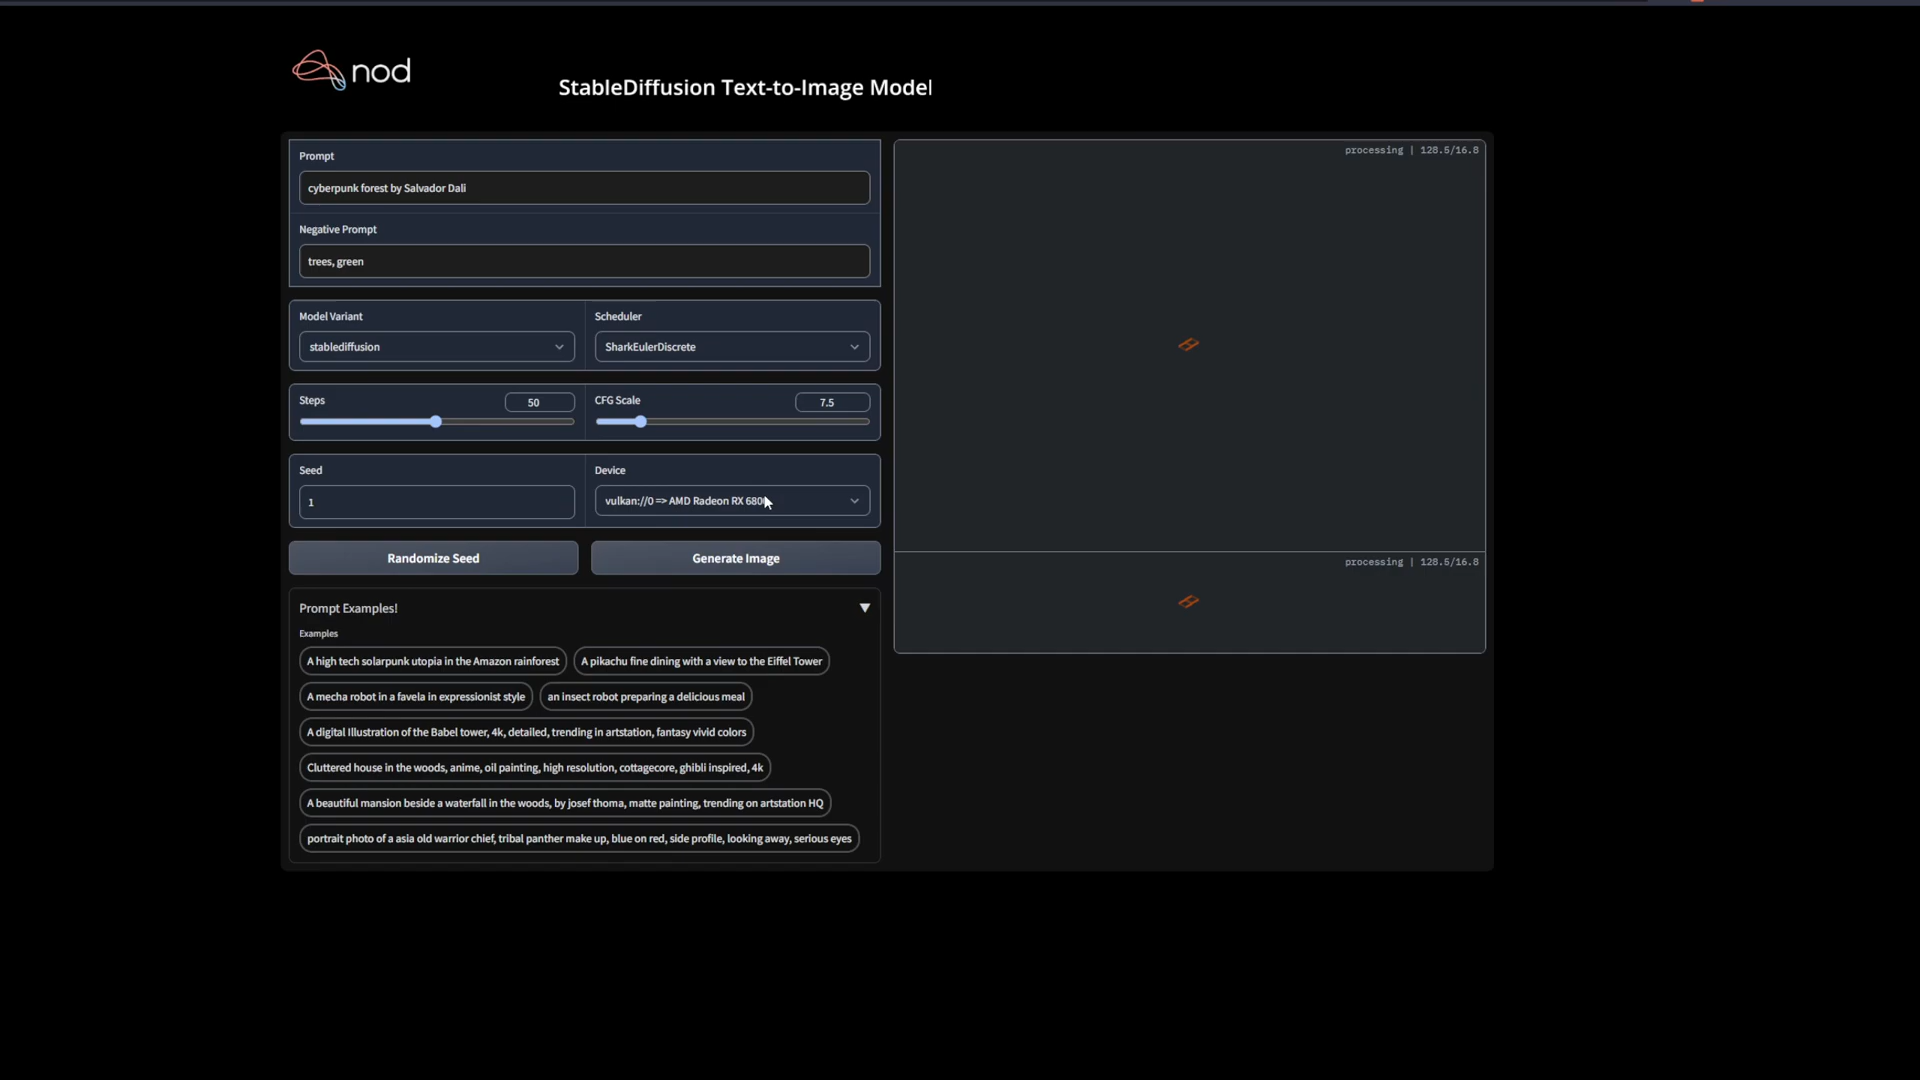 nod
StableDiffusion Text-to-Image Model
Prompt
cyberpunk forest by Salvador Dali
Negative Prompt
trees, green
Model Variant
stablediffusion
Scheduler
SharkEulerDiscrete
Steps
50
CFG Scale
7.5
Seed
1
Device
vulkan://0 => AMD Radeon RX 6800
Randomize Seed
Generate Image
Prompt Examples!
Examples
A high tech solarpunk utopia in the Amazon rainforest
A pikachu fine dining with a view to the Eiffel Tower
A mecha robot in a favela in expressionist style
an insect robot preparing a delicious meal
A digital Illustration of the Babel tower, 4k, detailed, trending in artstation, fantasy vivid colors
Cluttered house in the woods, anime, oil painting, high resolution, cottagecore, ghibli inspired, 4k
A beautiful mansion beside a waterfall in the woods, by josef thoma, matte painting, trending on artstation HQ
portrait photo of a asia old warrior chief, tribal panther make up, blue on red, side profile, looking away, serious eyes
processing | 128.5/16.8
processing | 128.5/16.8